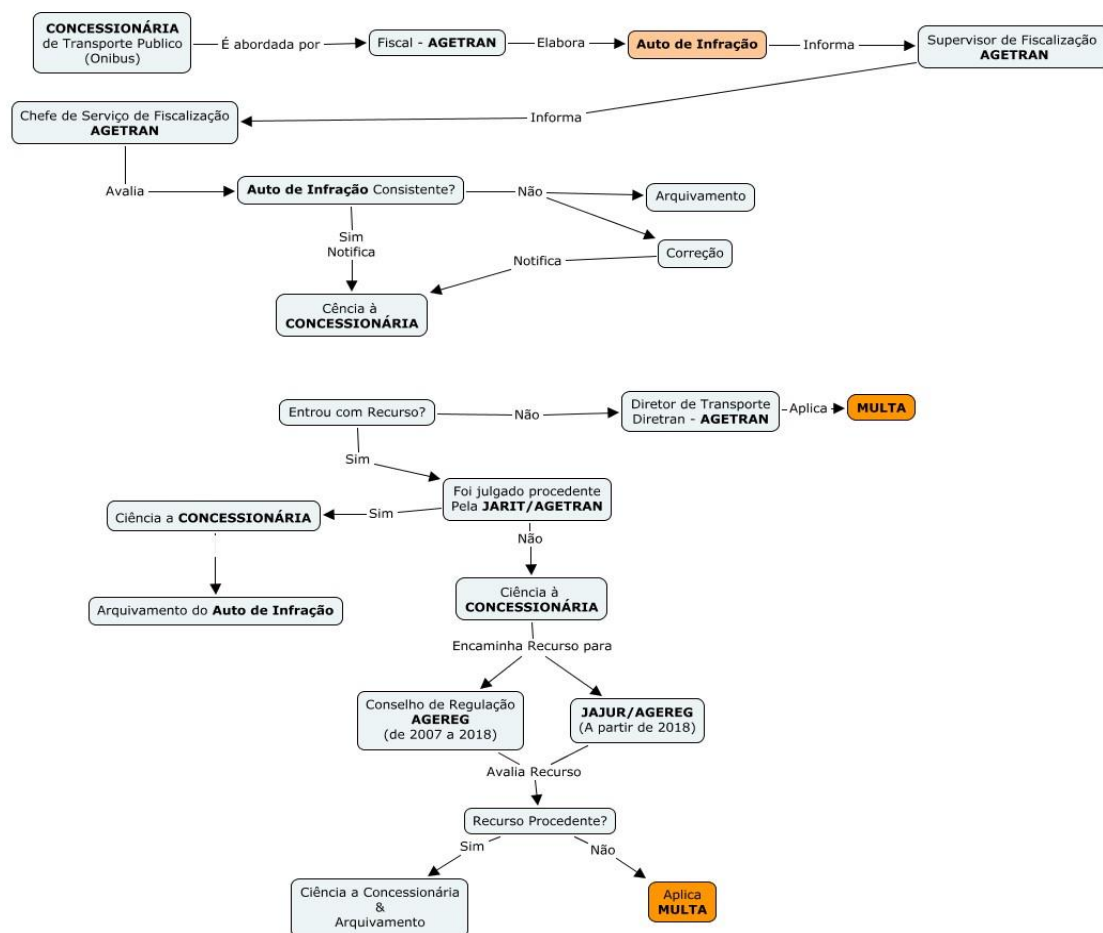 CONCESSIONÁRIA
de Transporte Publico
(Onibus)
É abordada por
Fiscal - AGETRAN
Elabora
Auto de Infração
Informa
Supervisor de Fiscalização
AGETRAN
Informa
Chefe de Serviço de Fiscalização
AGETRAN
Avalia
Auto de Infração Consistente?
Não
Arquivamento
Sim
Notifica
Correção
Notifica
Cência à
CONCESSIONÁRIA
Entrou com Recurso?
Não
Diretor de Transporte
Diretran - AGETRAN
Aplica
MULTA
Sim
Foi julgado procedente
Pela JARIT/AGETRAN
Sim
Ciência a CONCESSIONÁRIA
Arquivamento do Auto de Infração
Não
Ciência à
CONCESSIONÁRIA
Encaminha Recurso para
Conselho de Regulação
AGEREG
(de 2007 a 2018)
JAJUR/AGEREG
(A partir de 2018)
Avalia Recurso
Recurso Procedente?
Sim
Não
Ciência a Concessionária
&
Arquivamento
Aplica
MULTA